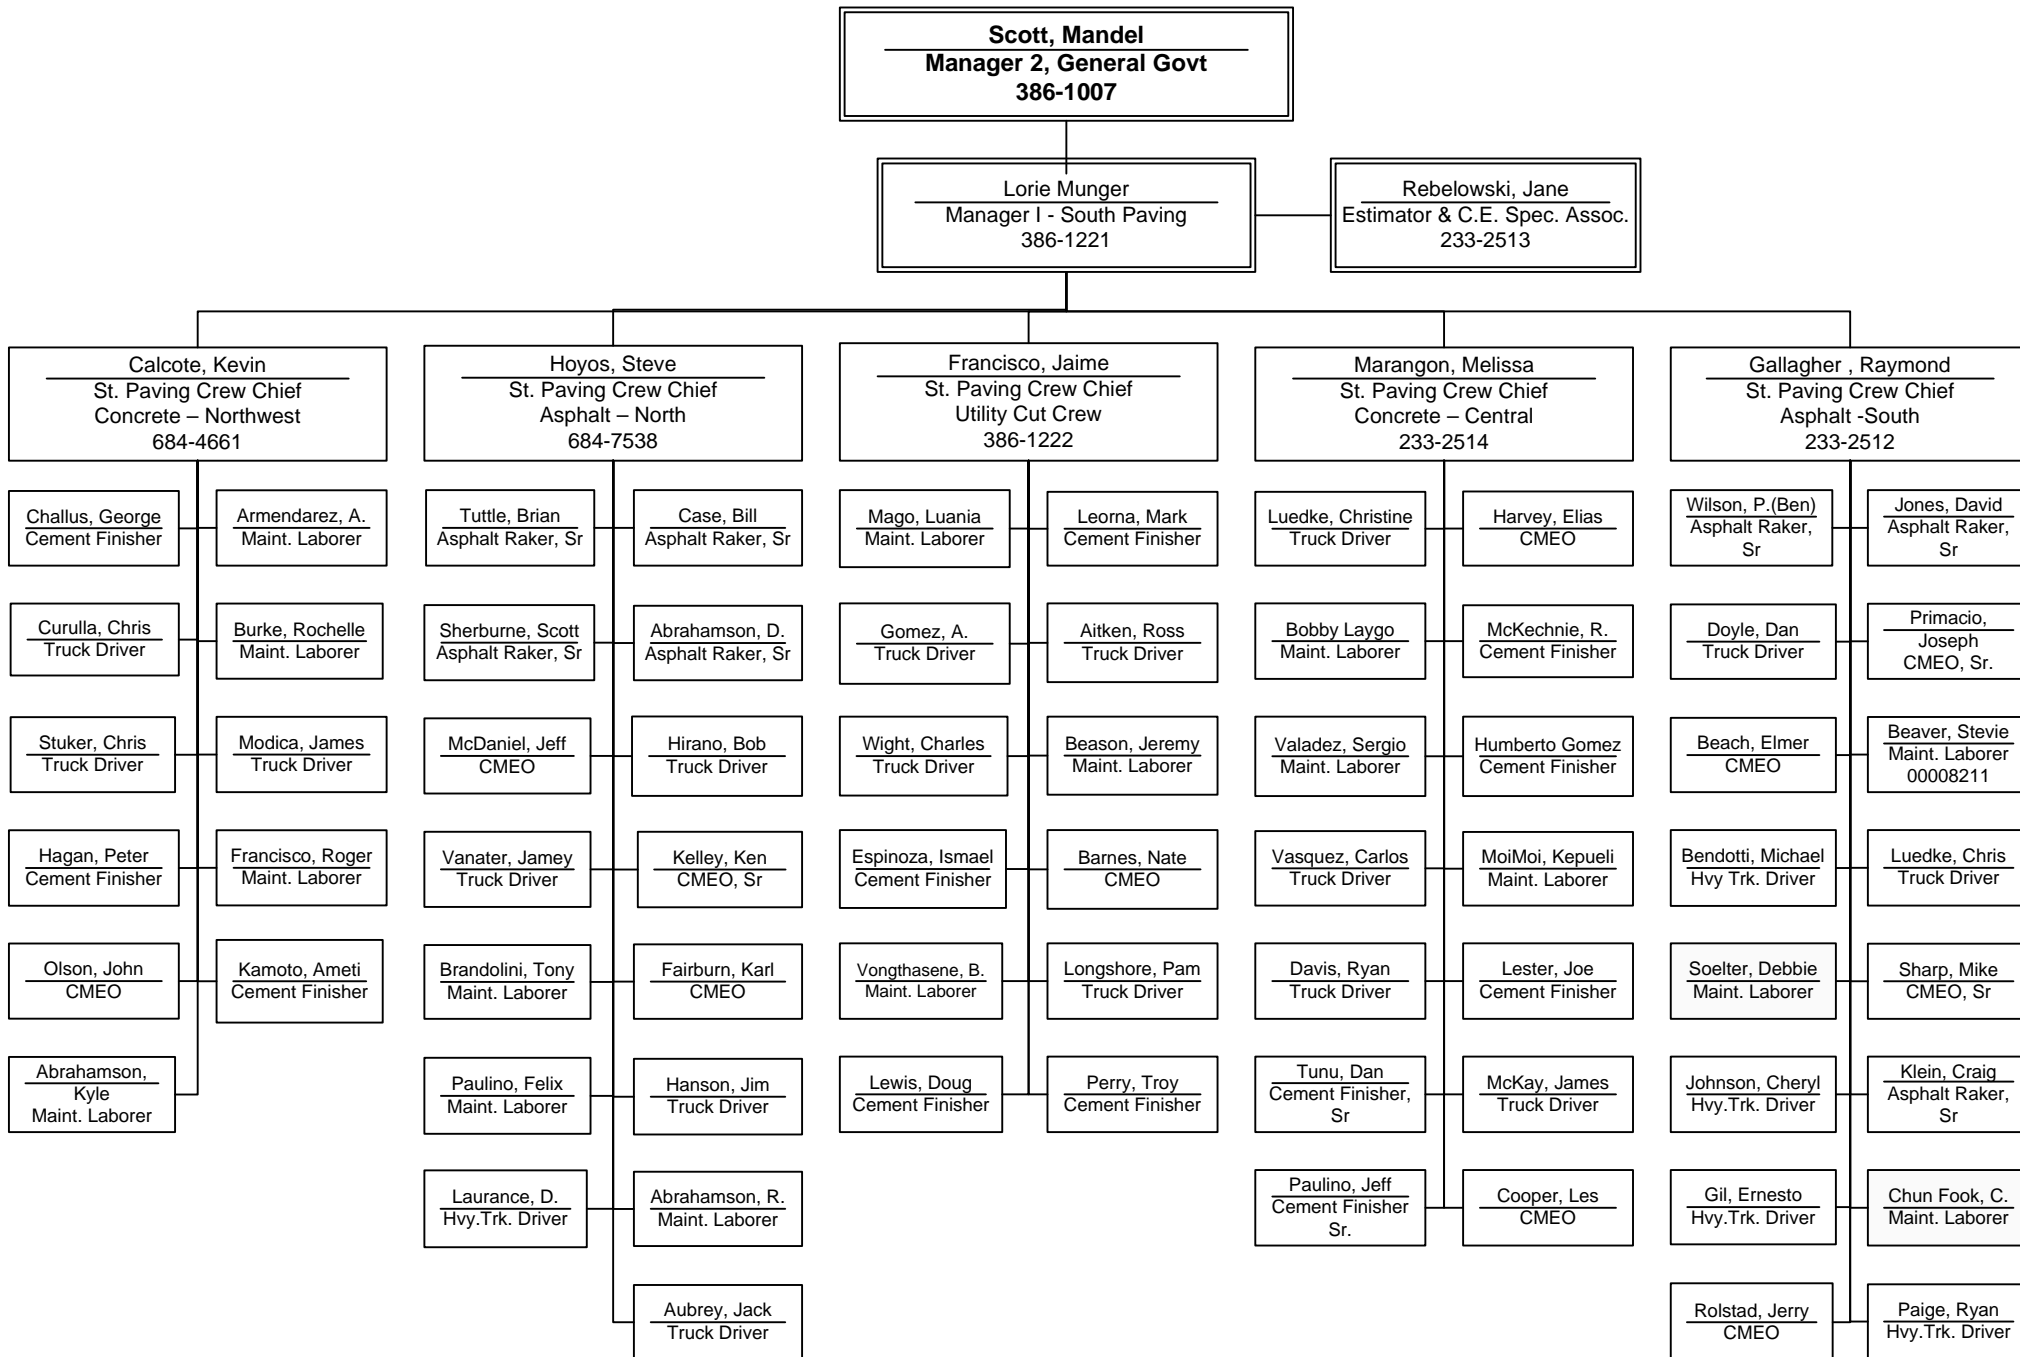 Scott, Mandel
Manager 2, General Govt
386-1007
Lorie Munger
Manager I - South Paving
386-1221
Rebelowski, Jane
Estimator & C.E. Spec. Assoc.
233-2513
Calcote, Kevin
St. Paving Crew Chief
Concrete – Northwest
684-4661
Hoyos, Steve
St. Paving Crew Chief
Asphalt – North
684-7538
Francisco, Jaime
St. Paving Crew Chief
Utility Cut Crew
386-1222
Marangon, Melissa
St. Paving Crew Chief
Concrete – Central
233-2514
Gallagher , Raymond
St. Paving Crew Chief
Asphalt -South
233-2512
Challus, George
Cement Finisher
Armendarez, A.
Maint. Laborer
Tuttle, Brian
Asphalt Raker, Sr
Case, Bill
Asphalt Raker, Sr
Mago, Luania
Maint. Laborer
Leorna, Mark
Cement Finisher
Luedke, Christine
Truck Driver
Harvey, Elias
CMEO
Wilson, P.(Ben)
Asphalt Raker,
Sr
Jones, David
Asphalt Raker,
Sr
Curulla, Chris
Truck Driver
Burke, Rochelle
Maint. Laborer
Sherburne, Scott
Asphalt Raker, Sr
Abrahamson, D.
Asphalt Raker, Sr
Gomez, A.
Truck Driver
Aitken, Ross
Truck Driver
Bobby Laygo
Maint. Laborer
McKechnie, R.
Cement Finisher
Doyle, Dan
Truck Driver
Primacio,
Joseph
CMEO, Sr.
Stuker, Chris
Truck Driver
Modica, James
Truck Driver
McDaniel, Jeff
CMEO
Hirano, Bob
Truck Driver
Wight, Charles
Truck Driver
Beason, Jeremy
Maint. Laborer
Valadez, Sergio
Maint. Laborer
Humberto Gomez
Cement Finisher
Beach, Elmer
CMEO
Beaver, Stevie
Maint. Laborer
00008211
Hagan, Peter
Cement Finisher
Francisco, Roger
Maint. Laborer
Vanater, Jamey
Truck Driver
Kelley, Ken
CMEO, Sr
Espinoza, Ismael
Cement Finisher
Barnes, Nate
CMEO
Vasquez, Carlos
Truck Driver
MoiMoi, Kepueli
Maint. Laborer
Bendotti, Michael
Hvy Trk. Driver
Luedke, Chris
Truck Driver
Olson, John
CMEO
Kamoto, Ameti
Cement Finisher
Brandolini, Tony
Maint. Laborer
Fairburn, Karl
CMEO
Vongthasene, B.
Maint. Laborer
Longshore, Pam
Truck Driver
Davis, Ryan
Truck Driver
Lester, Joe
Cement Finisher
Soelter, Debbie
Maint. Laborer
Sharp, Mike
CMEO, Sr
Abrahamson,
Kyle
Maint. Laborer
Paulino, Felix
Maint. Laborer
Hanson, Jim
Truck Driver
Lewis, Doug
Cement Finisher
Perry, Troy
Cement Finisher
Tunu, Dan
Cement Finisher,
Sr
McKay, James
Truck Driver
Johnson, Cheryl
Hvy.Trk. Driver
Klein, Craig
Asphalt Raker,
Sr
Laurance, D.
Hvy.Trk. Driver
Abrahamson, R.
Maint. Laborer
Paulino, Jeff
Cement Finisher
Sr.
Cooper, Les
CMEO
Gil, Ernesto
Hvy.Trk. Driver
Chun Fook, C.
Maint. Laborer
Aubrey, Jack
Truck Driver
Rolstad, Jerry
CMEO
Paige, Ryan
Hvy.Trk. Driver